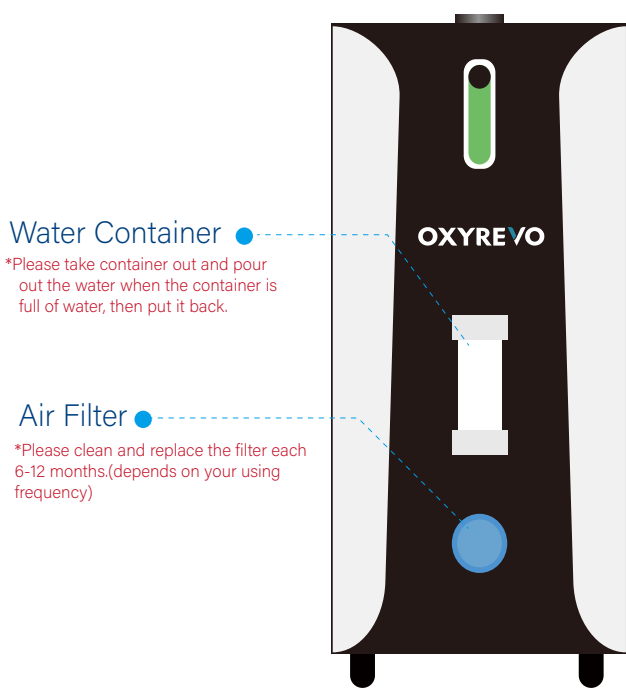 Water Container
*Please take container out and pour
out the water when the container is
full of water, then put it back.
OXYREVO
Air Filter
*Please clean and replace the filter each
6-12 months.(depends on your using
frequency)